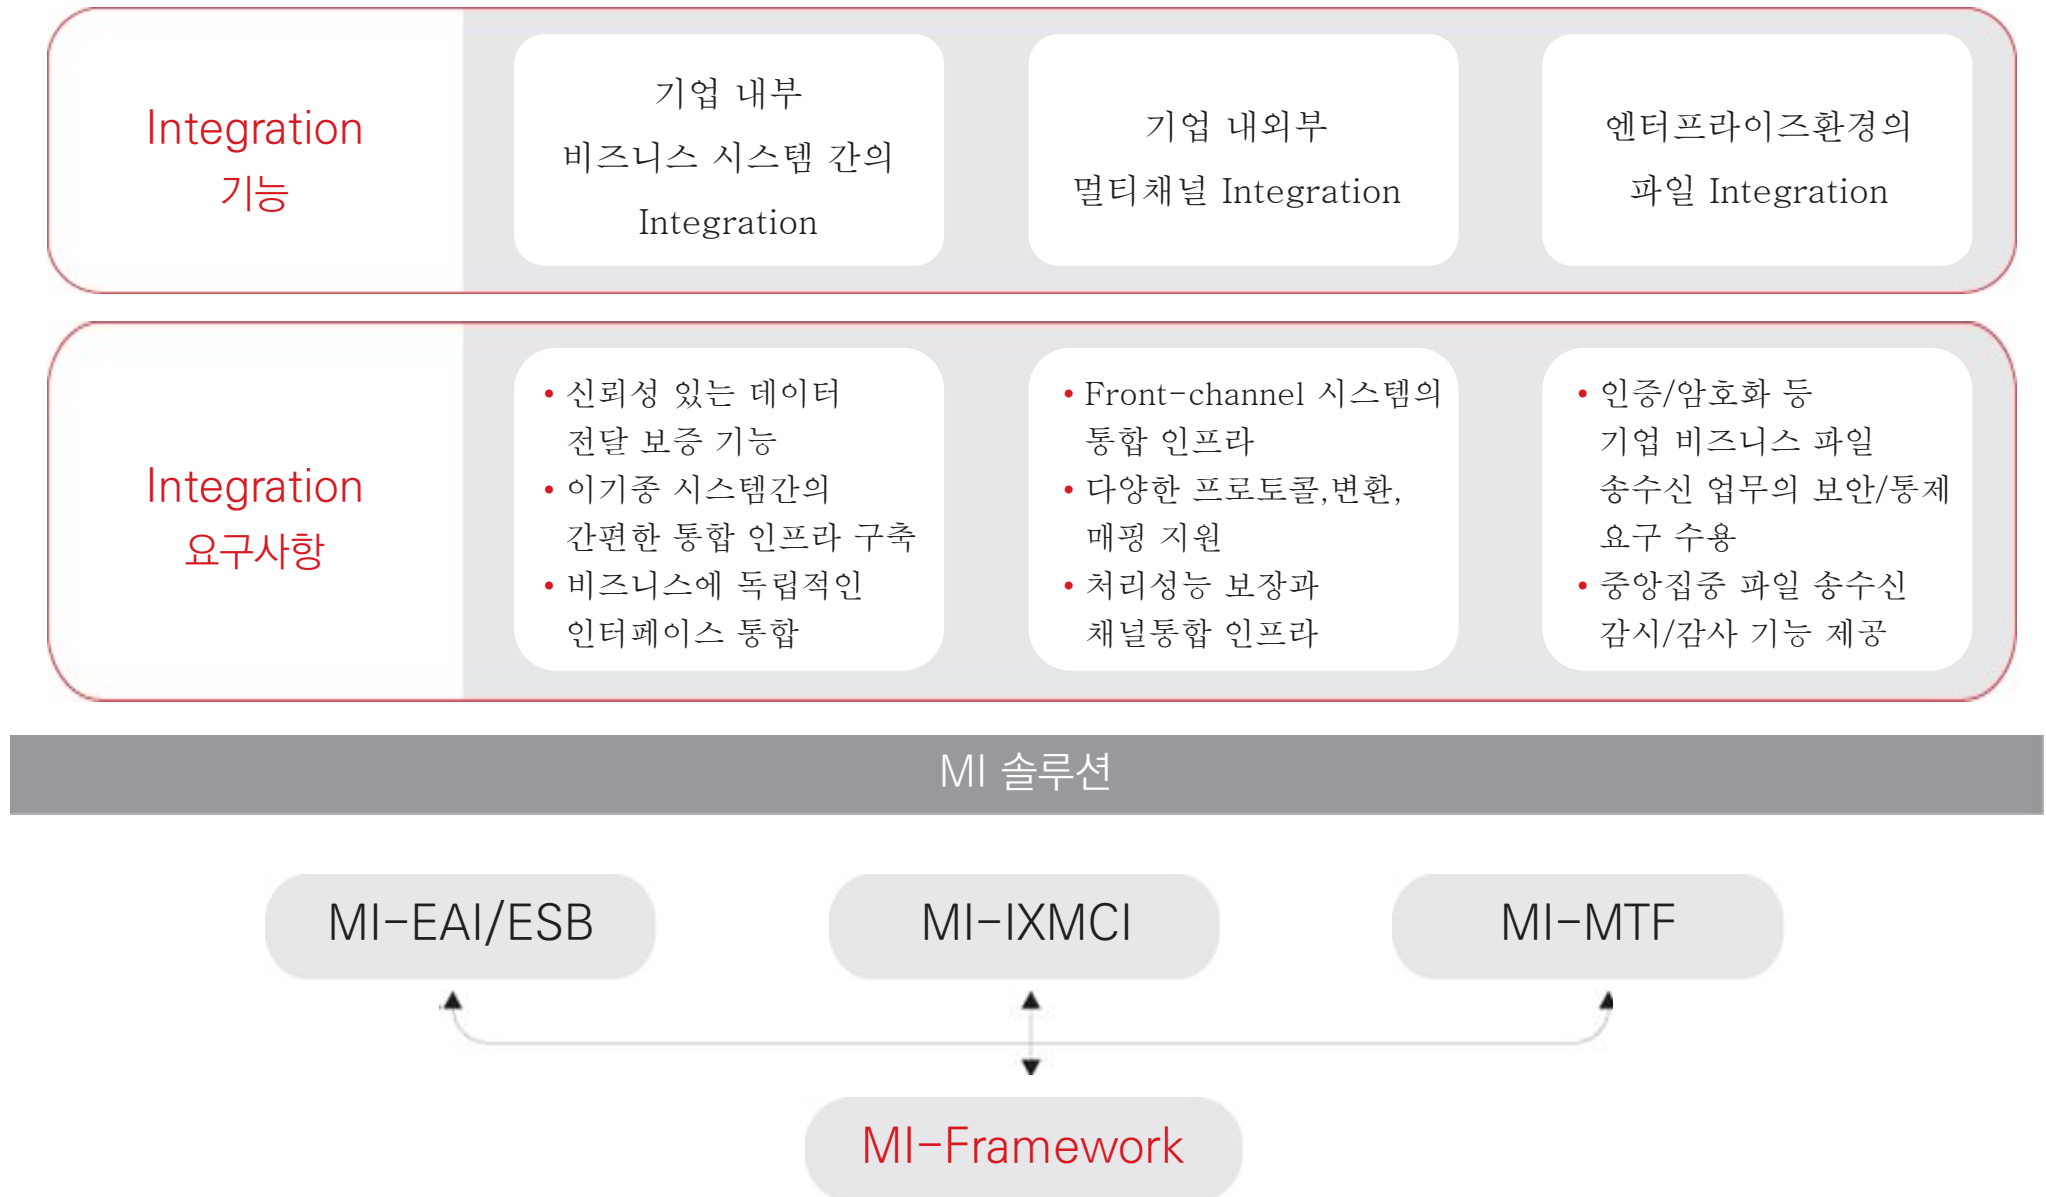 Integration
기능
기업 내부
비즈니스 시스템 간의
Integration
기업 내외부
멀티채널 Integration
엔터프라이즈환경의
파일 Integration
Integration
요구사항
• 신뢰성 있는 데이터
전달 보증 기능
• 이기종 시스템간의
간편한 통합 인프라 구축
• 비즈니스에 독립적인
인터페이스 통합
• Front-channel 시스템의
통합 인프라
• 다양한 프로토콜,변환,
매핑 지원
• 처리성능 보장과
채널통합 인프라
• 인증/암호화 등
기업 비즈니스 파일
송수신 업무의 보안/통제
요구 수용
• 중앙집중 파일 송수신
감시/감사 기능 제공
MI 솔루션
MI-EAI/ESB
MI-IXMCI
MI-MTF
MI-Framework